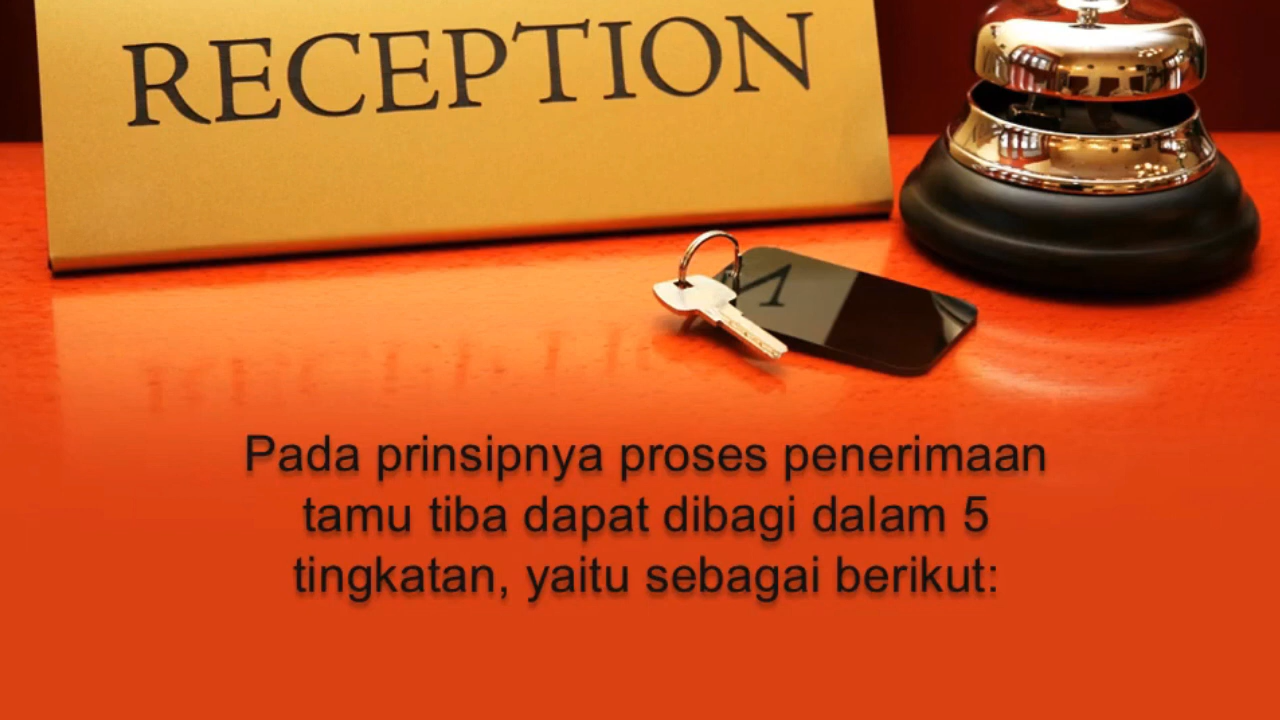 RECEPTION
Pada prinsipnya proses penerimaan
tamu tiba dapat dibagi dalam 5
tingkatan, yaitu sebagai berikut: